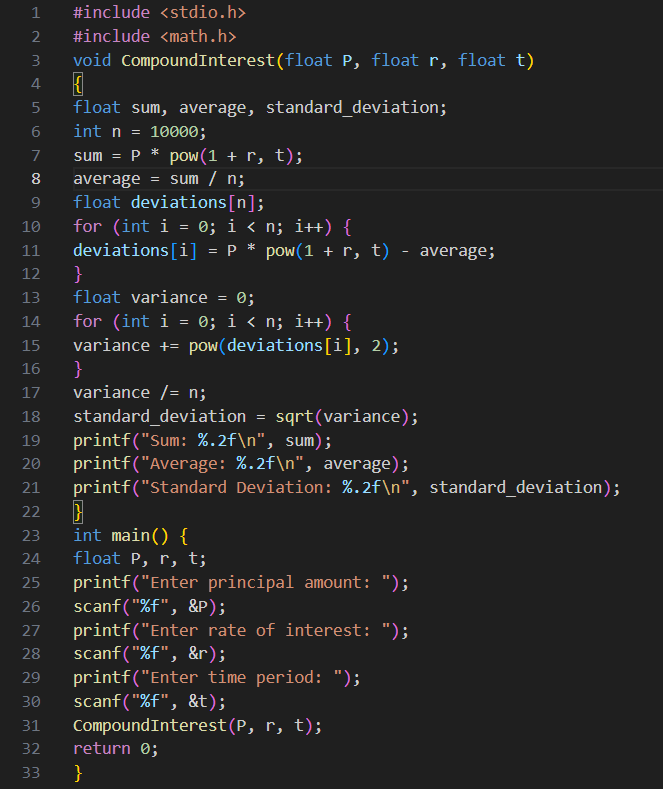 1 #include <stdio.h>
2 #include <math.h>
3 void CompoundInterest(float P, float r, float t)
4 {
5 float sum, average, standard_deviation;
6 int n = 10000;
7 sum = P * pow(1 + r, t);
8 average = sum / n;
9 float deviations[n];
10 for (int i = 0; i < n; i++) {
11 deviations[i] = P * pow(1 + r, t) - average;
12 }
13 float variance = 0;
14 for (int i = 0; i < n; i++) {
15 variance += pow(deviations[i], 2);
16 }
17 variance /= n;
18 standard_deviation = sqrt(variance);
19 printf("Sum: %.2f\n", sum);
20 printf("Average: %.2f\n", average);
21 printf("Standard Deviation: %.2f\n", standard_deviation);
22 }
23 int main() {
24 float P, r, t;
25 printf("Enter principal amount: ");
26 scanf("%f", &P);
27 printf("Enter rate of interest: ");
28 scanf("%f", &r);
29 printf("Enter time period: ");
30 scanf("%f", &t);
31 CompoundInterest(P, r, t);
32 return 0;
33 }